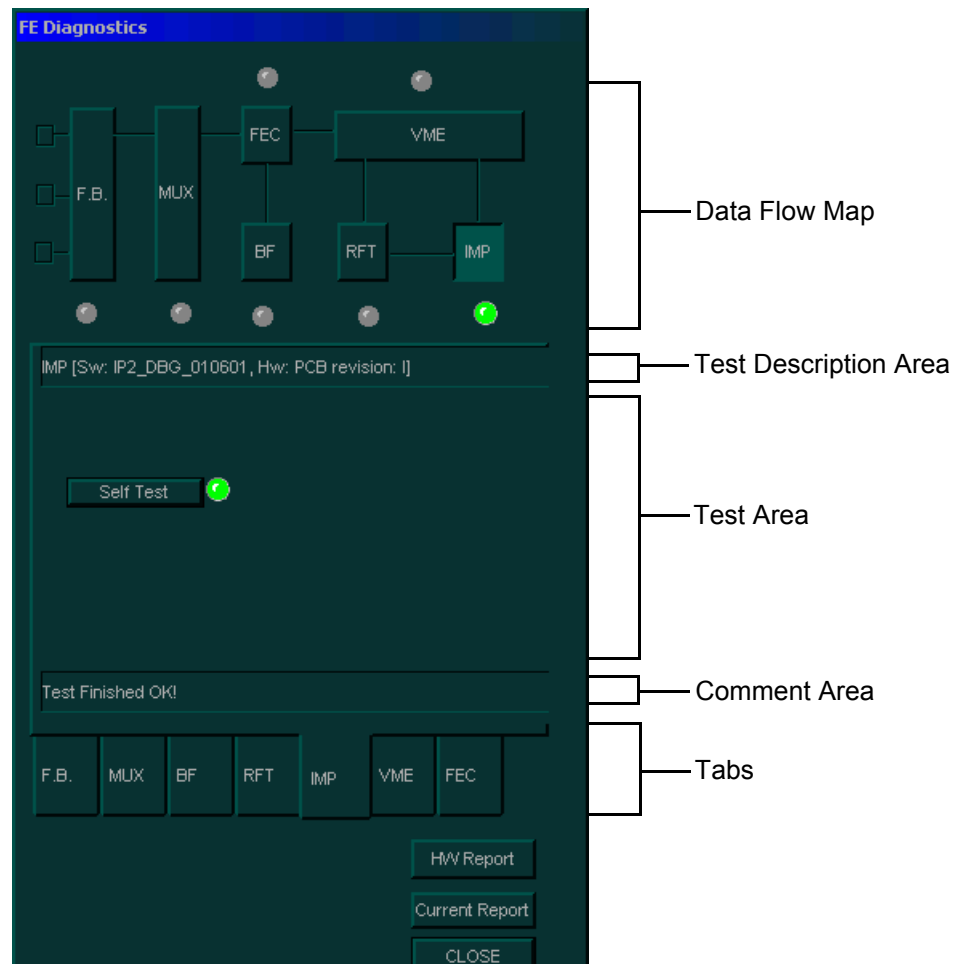 FE Diagnostics
FEC
VME
F.B.
MUX
BF
RFT
IMP
Data Flow Map
IMP [Sw: IP2_DBG_010601, Hw: PCB revision: I]
Test Description Area
Self Test
Test Area
Test Finished OK!
Comment Area
F.B.
MUX
BF
RFT
IMP
VME
FEC
Tabs
HW Report
Current Report
CLOSE